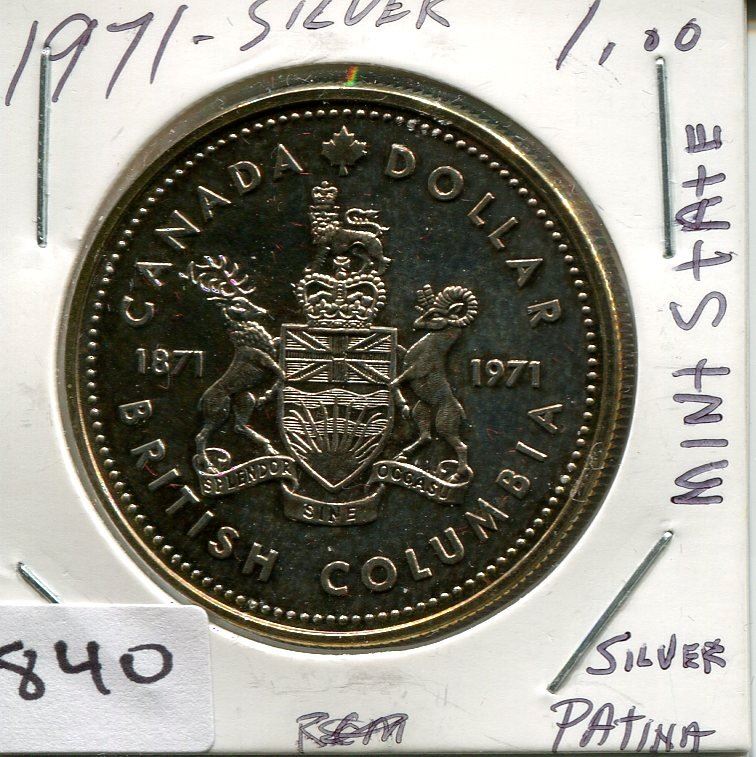 1971- SILVER 1.00
MINT STATE
CANADA DOLLAR
1871 1971
SPLENDOR SINE OCCASU
BRITISH COLUMBIA
840
SILVER
PATINA